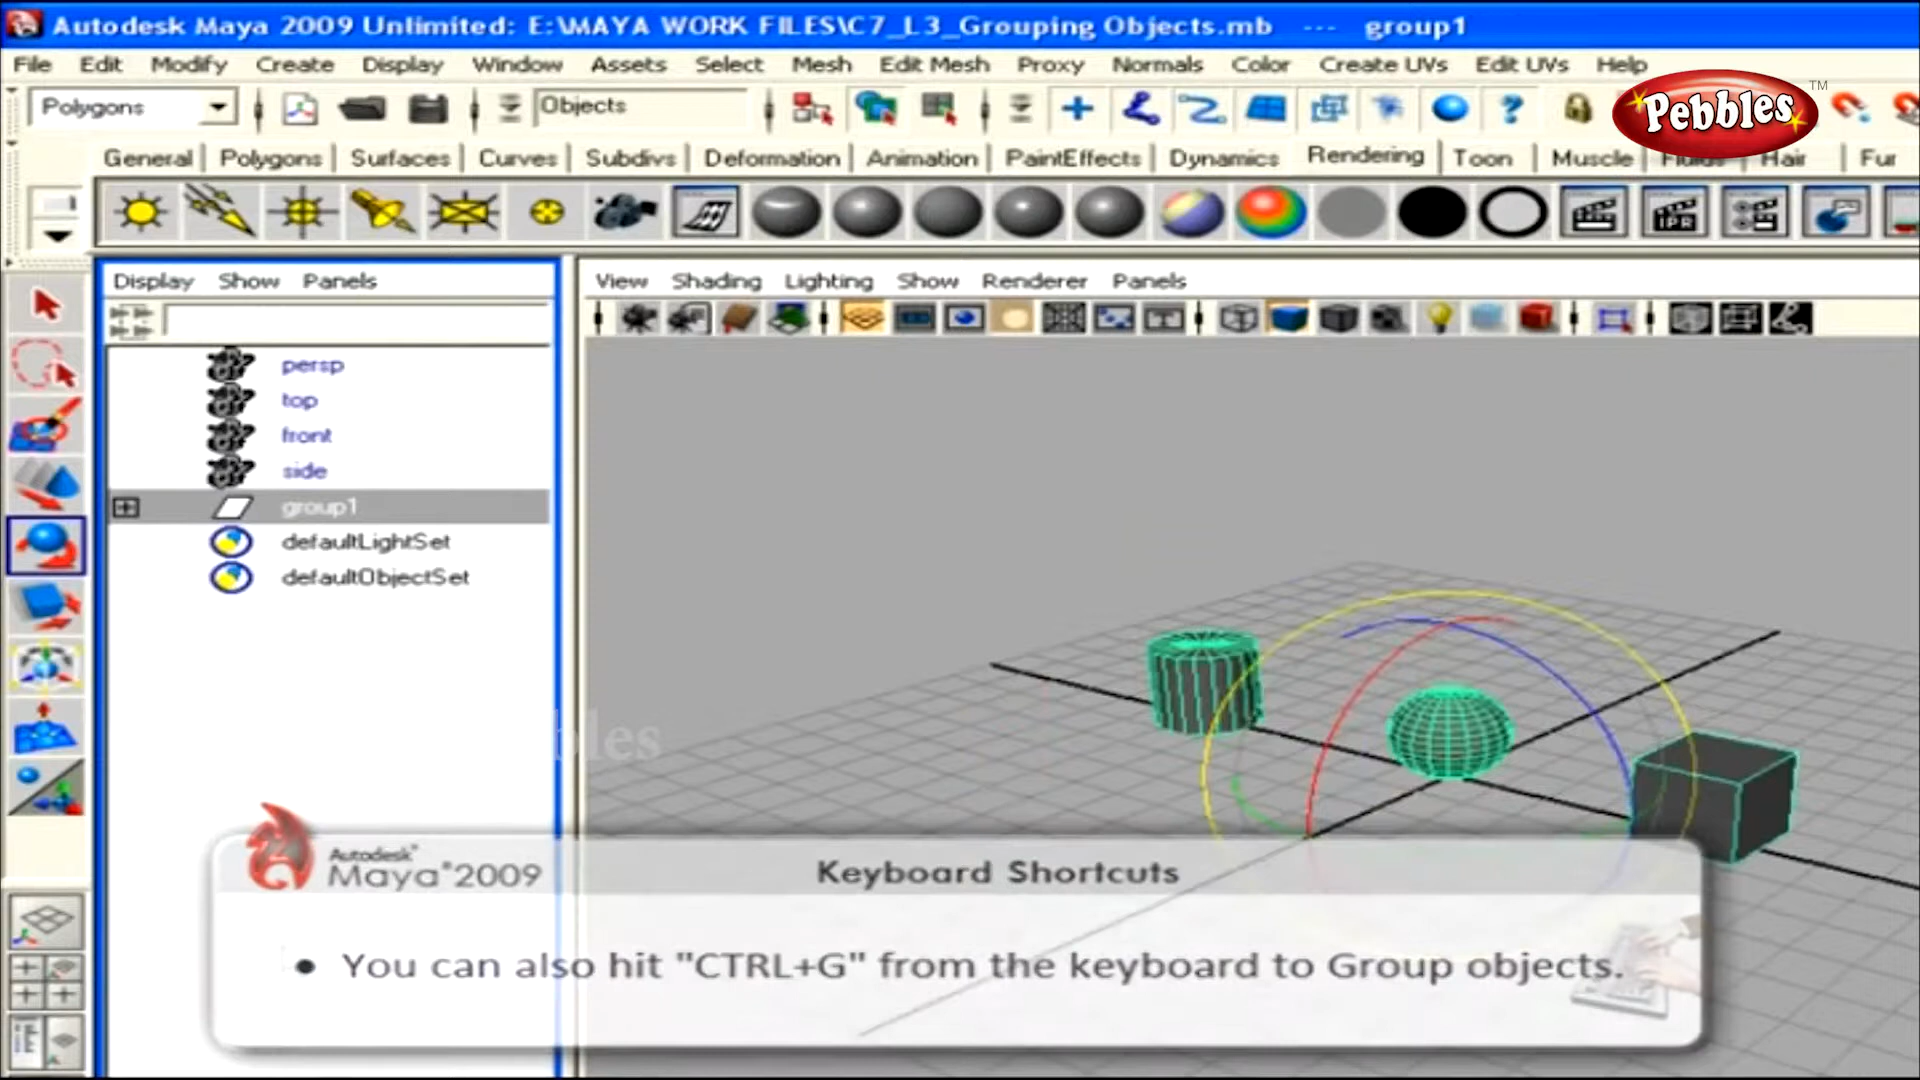 Autodesk Maya 2009 Unlimited: E:\MAYA WORK FILES\C7_L3_Grouping Objects.mb --- group1
File Edit Modify Create Display Window Assets Select Mesh Edit Mesh Proxy Normals Color Create UVs Edit UVs Help
Pebbles TM
Polygons Objects ?
General Polygons Surfaces Curves Subdivs Deformation Animation PaintEffects Dynamics Rendering Toon Muscle Fluids Hair Fur
IPR
Display Show Panels
View Shading Lighting Show Renderer Panels
persp
top
front
side
group1
defaultLightSet
defaultObjectSet
bles
Autodesk®
Maya®2009
Keyboard Shortcuts
• You can also hit "CTRL+G" from the keyboard to Group objects.